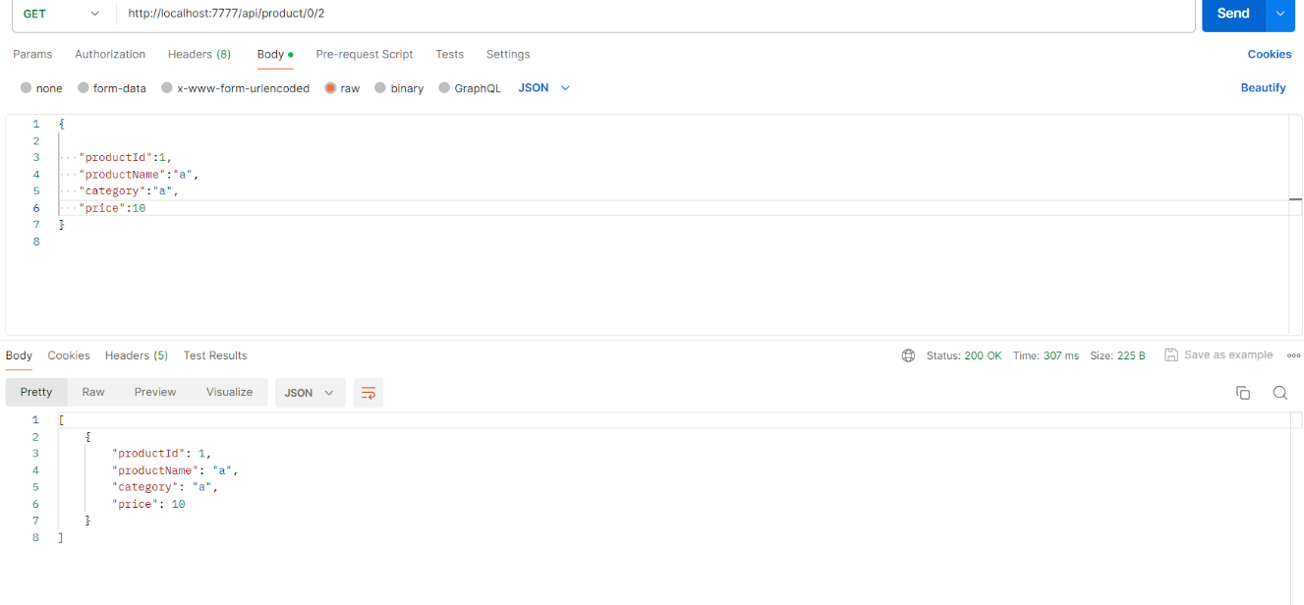 GET http://localhost:7777/api/product/0/2 Send
Params Authorization Headers (8) Body Pre-request Script Tests Settings Cookies
none form-data x-www-form-urlencoded raw binary GraphQL JSON Beautify
1 {
2
3 "productId":1,
4 "productName":"a",
5 "category":"a",
6 "price":10
7 }
8
Body Cookies Headers (5) Test Results Status: 200 OK Time: 307 ms Size: 225 B Save as example
Pretty Raw Preview Visualize JSON
1 [
2 {
3 "productId": 1,
4 "productName": "a",
5 "category": "a",
6 "price": 10
7 }
8 ]